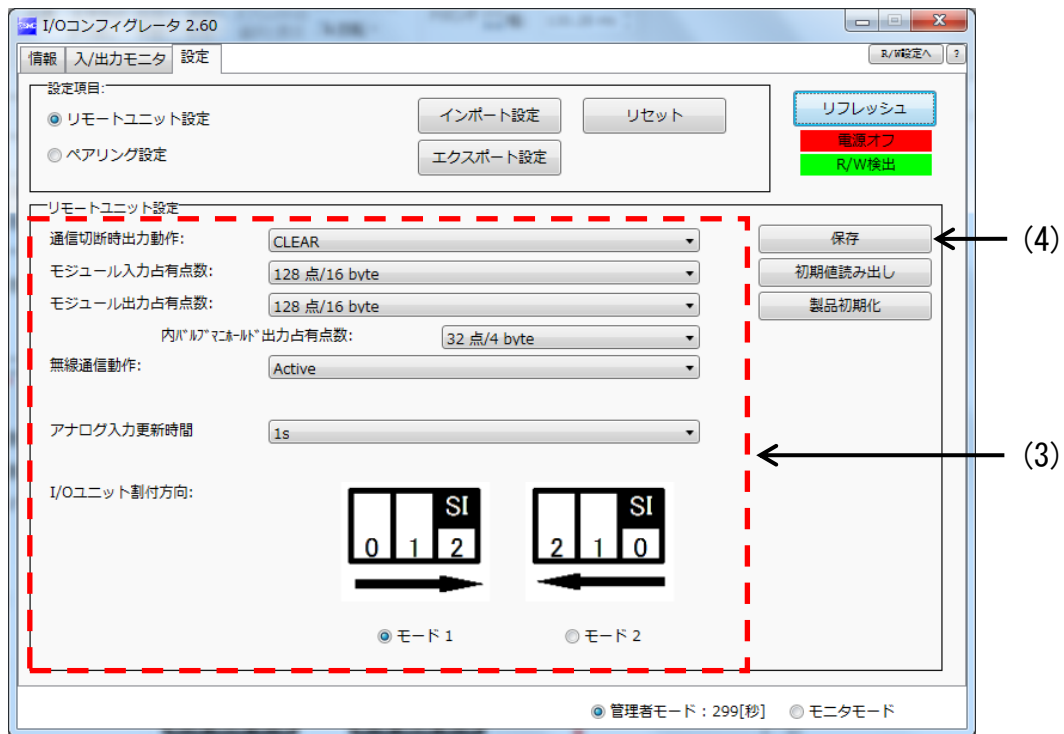 I/Oコンフィグレータ 2.60
情報 入/出力モニタ 設定 R/W設定へ ?
設定項目:
リモートユニット設定 インポート設定 リセット リフレッシュ
電源オフ
ペアリング設定 エクスポート設定 R/W検出
リモートユニット設定
通信切断時出力動作: CLEAR 保存 (4)
モジュール入力占有点数: 128 点/16 byte 初期値読み出し
モジュール出力占有点数: 128 点/16 byte 製品初期化
内バルブマニホールド出力占有点数: 32 点/4 byte
無線通信動作: Active
アナログ入力更新時間 1s
(3)
I/Oユニット割付方向:
SI SI
0 1 2 2 1 0
モード 1 モード 2
管理者モード：299[秒] モニタモード